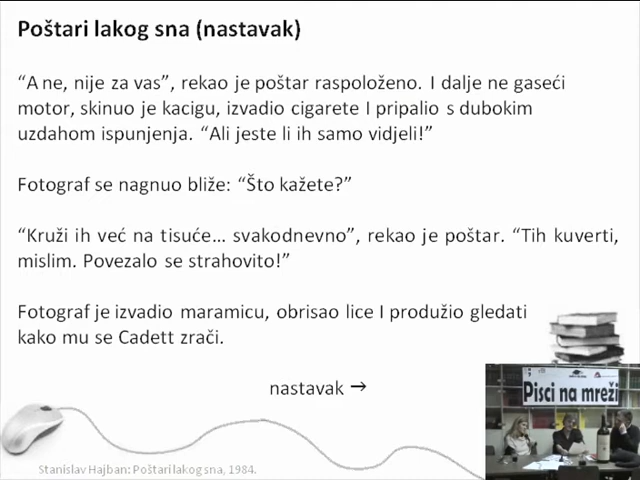 Poštari lakog sna (nastavak)
“A ne, nije za vas”, rekao je poštar raspoloženo. I dalje ne gaseći
motor, skinuo je kacigu, izvadio cigarete I pripalio s dubokim
uzdahom ispunjenja. “Ali jeste li ih samo vidjeli!”
Fotograf se nagnuo bliže: “Što kažete?”
“Kruži ih već na tisuće... svakodnevno”, rekao je poštar. “Tih kuverti,
mislim. Povezalo se strahovito!”
Fotograf je izvadio maramicu, obrisao lice I produžio gledati
kako mu se Cadett zrači.
nastavak →
Pisci na mreži
Stanislav Hajban: Poštari lakog sna, 1984.